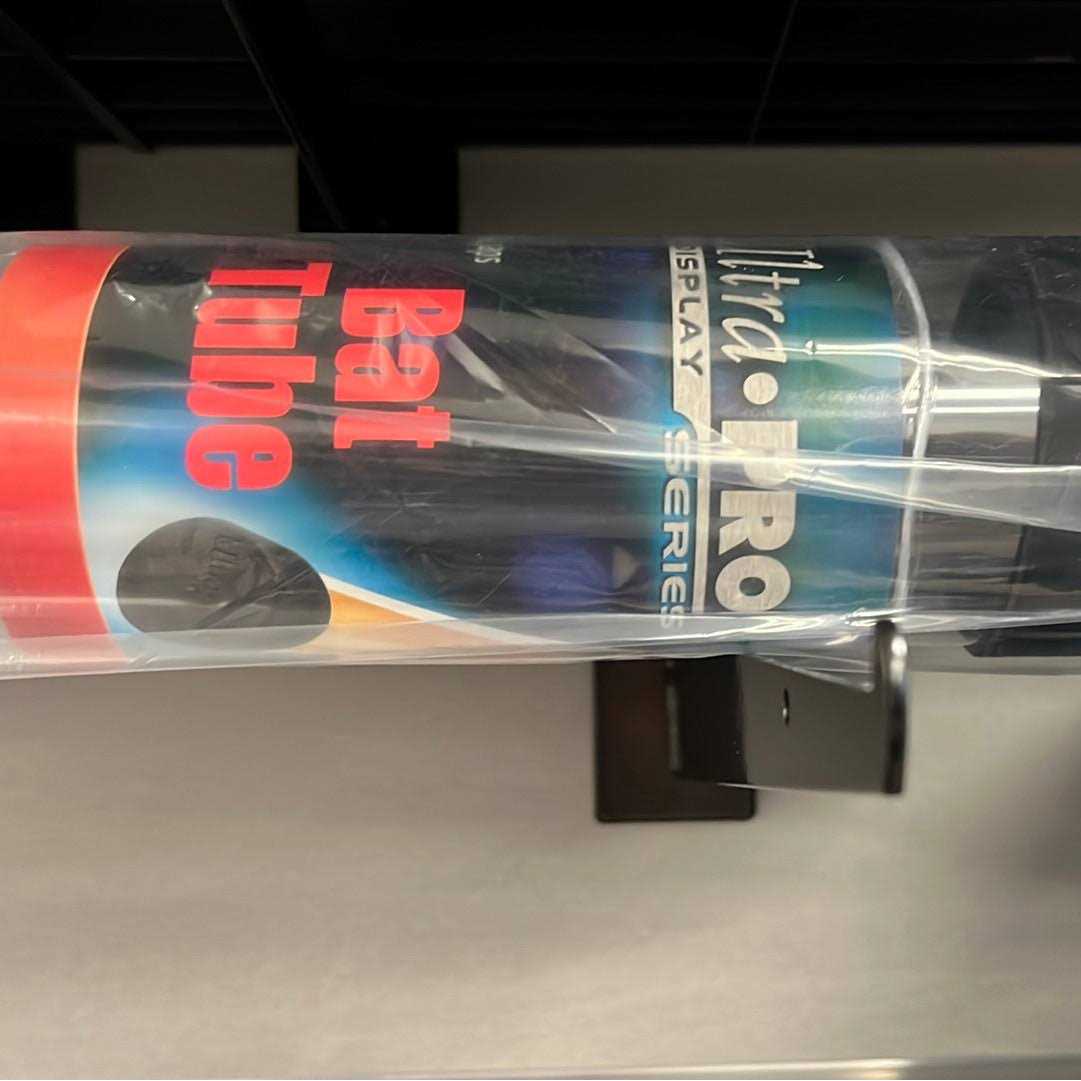 Ultra•PRO
DISPLAY SERIES
Bat
Tube